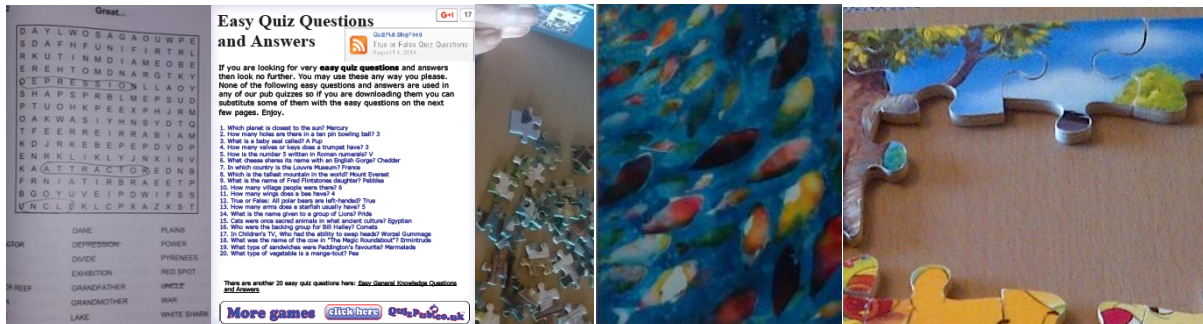 Great...
D A Y L W O S A G A O U W P E
S D A F H F U N I F I R T R L
R K U T I N M D I A M E O B E
E R E H T O M D N A R G T K Y
D E P R E S S I O N L L A O Y
S H A P S P R B L M E P S U D
P T U O H K P E E X P H J R M
O A K W A S I Y H N S Y D T Q
T F E E R R E I R R A B I A M
K D J R K E B E P E P D V D P
E N R K L I K L Y J N X I N V
K A A T T R A C T O R E D N B
F R N I A T I R B R A E E T P
B G O Y U V E I P D W I F S S
U N C L E K L C P X A Z X S T
DANE PLAINS
DEPRESSION POWER
DIVIDE PYRENEES
EXHIBITION RED SPOT
REEF GRANDFATHER UNCLE
GRANDMOTHER WAR
LAKE WHITE SHARK
Easy Quiz Questions
and Answers
G+1 17
QuizPub BlogFeed
True or False Quiz Questions
August 14, 2014
If you are looking for very easy quiz questions and answers
then look no further. You may use these any way you please.
None of the following easy questions and answers are used in
any of our pub quizzes so if you are downloading them you can
substitute some of them with the easy questions on the next
few pages. Enjoy.
1. Which planet is closest to the sun? Mercury
2. How many holes are there in a ten pin bowling ball? 3
3. What is a baby seal called? A Pup
4. How many valves or keys does a trumpet have? 3
5. How is the number 5 written in Roman numerals? V
6. What cheese shares its name with an English Gorge? Cheddar
7. In which country is the Louvre Museum? France
8. Which is the tallest mountain in the world? Mount Everest
9. What is the name of Fred Flintstones daughter? Pebbles
10. How many village people were there? 6
11. How many wings does a bee have? 4
12. True or False: All polar bears are left-handed? True
13. How many arms does a starfish usually have? 5
14. What is the name given to a group of Lions? Pride
15. Cats were once sacred animals in what ancient culture? Egyptian
16. Who were the backing group for Bill Hailey? Comets
17. In Children's TV, Who had the ability to swap heads? Worzel Gummage
18. What was the name of the cow in "The Magic Roundabout"? Ermintrude
19. What type of sandwiches were Paddington's favourite? Marmalade
20. What type of vegetable is a mange-tout? Pea
There are another 20 easy quiz questions here: Easy General Knowledge Questions
and Answers
More games click here QuizPub.co.uk